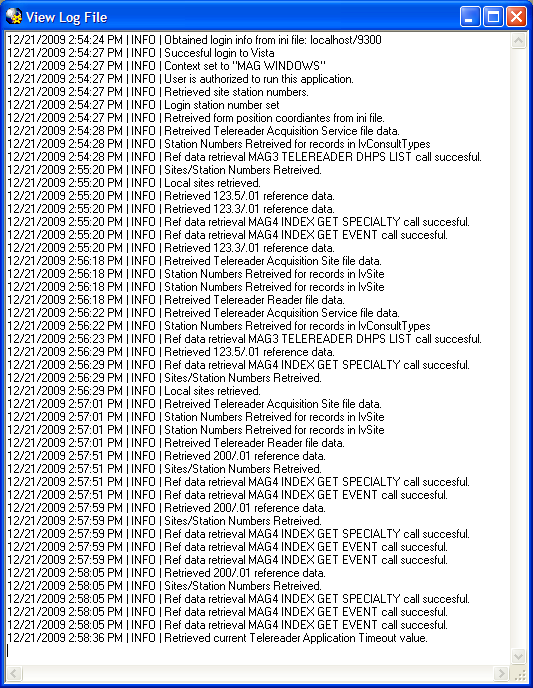 View Log File
12/21/2009 2:54:24 PM | INFO | Obtained login info from ini file: localhost/9300
12/21/2009 2:54:27 PM | INFO | Succesful login to Vista
12/21/2009 2:54:27 PM | INFO | Context set to "MAG WINDOWS"
12/21/2009 2:54:27 PM | INFO | User is authorized to run this application.
12/21/2009 2:54:27 PM | INFO | Retrieved site station numbers.
12/21/2009 2:54:27 PM | INFO | Login station number set
12/21/2009 2:54:27 PM | INFO | Retreived form position coordiantes from ini file.
12/21/2009 2:54:28 PM | INFO | Retreived Telereader Acquisition Service file data.
12/21/2009 2:54:28 PM | INFO | Station Numbers Retreived for records in lvConsultTypes
12/21/2009 2:54:28 PM | INFO | Ref data retrieval MAG3 TELEREADER DHPS LIST call succesful.
12/21/2009 2:55:20 PM | INFO | Sites/Station Numbers Retreived.
12/21/2009 2:55:20 PM | INFO | Local sites retrieved.
12/21/2009 2:55:20 PM | INFO | Retrieved 123.5/.01 reference data.
12/21/2009 2:55:20 PM | INFO | Retrieved 123.3/.01 reference data.
12/21/2009 2:55:20 PM | INFO | Ref data retrieval MAG4 INDEX GET SPECIALTY call succesful.
12/21/2009 2:55:20 PM | INFO | Ref data retrieval MAG4 INDEX GET EVENT call succesful.
12/21/2009 2:55:20 PM | INFO | Retrieved 123.3/.01 reference data.
12/21/2009 2:56:18 PM | INFO | Retreived Telereader Acquisition Site file data.
12/21/2009 2:56:18 PM | INFO | Station Numbers Retreived for records in lvSite
12/21/2009 2:56:18 PM | INFO | Station Numbers Retreived for records in lvSite
12/21/2009 2:56:18 PM | INFO | Retreived Telereader Reader file data.
12/21/2009 2:56:22 PM | INFO | Retreived Telereader Acquisition Service file data.
12/21/2009 2:56:22 PM | INFO | Station Numbers Retreived for records in lvConsultTypes
12/21/2009 2:56:23 PM | INFO | Ref data retrieval MAG3 TELEREADER DHPS LIST call succesful.
12/21/2009 2:56:29 PM | INFO | Retrieved 123.5/.01 reference data.
12/21/2009 2:56:29 PM | INFO | Ref data retrieval MAG4 INDEX GET SPECIALTY call succesful.
12/21/2009 2:56:29 PM | INFO | Sites/Station Numbers Retreived.
12/21/2009 2:56:29 PM | INFO | Local sites retrieved.
12/21/2009 2:57:01 PM | INFO | Retreived Telereader Acquisition Site file data.
12/21/2009 2:57:01 PM | INFO | Station Numbers Retreived for records in lvSite
12/21/2009 2:57:01 PM | INFO | Station Numbers Retreived for records in lvSite
12/21/2009 2:57:01 PM | INFO | Retreived Telereader Reader file data.
12/21/2009 2:57:51 PM | INFO | Retrieved 200/.01 reference data.
12/21/2009 2:57:51 PM | INFO | Sites/Station Numbers Retreived.
12/21/2009 2:57:51 PM | INFO | Ref data retrieval MAG4 INDEX GET SPECIALTY call succesful.
12/21/2009 2:57:51 PM | INFO | Ref data retrieval MAG4 INDEX GET EVENT call succesful.
12/21/2009 2:57:59 PM | INFO | Retrieved 200/.01 reference data.
12/21/2009 2:57:59 PM | INFO | Sites/Station Numbers Retreived.
12/21/2009 2:57:59 PM | INFO | Ref data retrieval MAG4 INDEX GET SPECIALTY call succesful.
12/21/2009 2:57:59 PM | INFO | Ref data retrieval MAG4 INDEX GET EVENT call succesful.
12/21/2009 2:57:59 PM | INFO | Ref data retrieval MAG4 INDEX GET EVENT call succesful.
12/21/2009 2:58:05 PM | INFO | Retrieved 200/.01 reference data.
12/21/2009 2:58:05 PM | INFO | Sites/Station Numbers Retreived.
12/21/2009 2:58:05 PM | INFO | Ref data retrieval MAG4 INDEX GET SPECIALTY call succesful.
12/21/2009 2:58:05 PM | INFO | Ref data retrieval MAG4 INDEX GET EVENT call succesful.
12/21/2009 2:58:05 PM | INFO | Ref data retrieval MAG4 INDEX GET EVENT call succesful.
12/21/2009 2:58:36 PM | INFO | Retrieved current Telereader Application Timeout value.